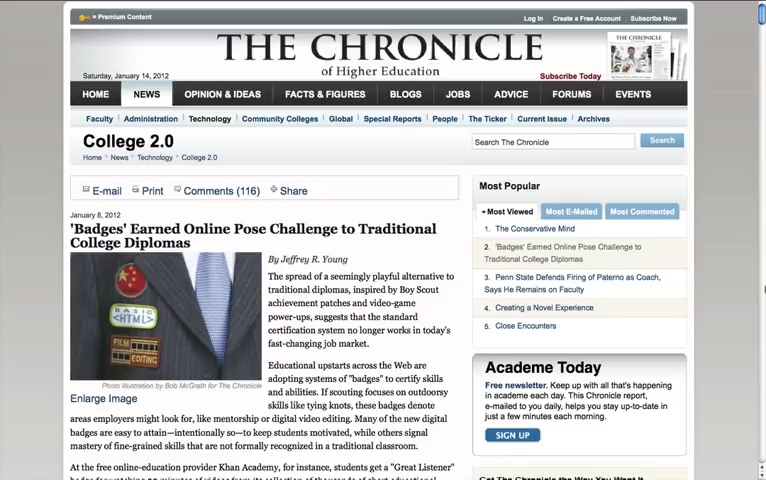 = Premium Content
Log In Create a Free Account Subscribe Now
THE CHRONICLE
of Higher Education
Saturday, January 14, 2012
Subscribe Today
THE CHRONICLE
HOME NEWS OPINION & IDEAS FACTS & FIGURES BLOGS JOBS ADVICE FORUMS EVENTS
Faculty Administration Technology Community Colleges Global Special Reports People The Ticker Current Issue Archives
College 2.0
Search The Chronicle
Search
Home News Technology College 2.0
E-mail Print Comments (116) Share
January 8, 2012
'Badges' Earned Online Pose Challenge to Traditional
College Diplomas
BASIC
<HTML>
FILM
EDITING
Photo illustration by Bob McGrath for The Chronicle
Enlarge Image
By Jeffrey R. Young
The spread of a seemingly playful alternative to
traditional diplomas, inspired by Boy Scout
achievement patches and video-game
power-ups, suggests that the standard
certification system no longer works in today's
fast-changing job market.
Educational upstarts across the Web are
adopting systems of "badges" to certify skills
and abilities. If scouting focuses on outdoorsy
skills like tying knots, these badges denote
areas employers might look for, like mentorship or digital video editing. Many of the new digital
badges are easy to attain—intentionally so—to keep students motivated, while others signal
mastery of fine-grained skills that are not formally recognized in a traditional classroom.
At the free online-education provider Khan Academy, for instance, students get a "Great Listener"
Most Popular
Most Viewed Most E-Mailed Most Commented
1. The Conservative Mind
2. 'Badges' Earned Online Pose Challenge to
Traditional College Diplomas
3. Penn State Defends Firing of Paterno as Coach,
Says He Remains on Faculty
4. Creating a Novel Experience
5. Close Encounters
Academe Today
Free newsletter. Keep up with all that's happening
in academe each day. This Chronicle report,
e-mailed to you daily, helps you stay up-to-date in
just a few minutes each morning.
SIGN UP
Get The Chronicle the Way You Want It